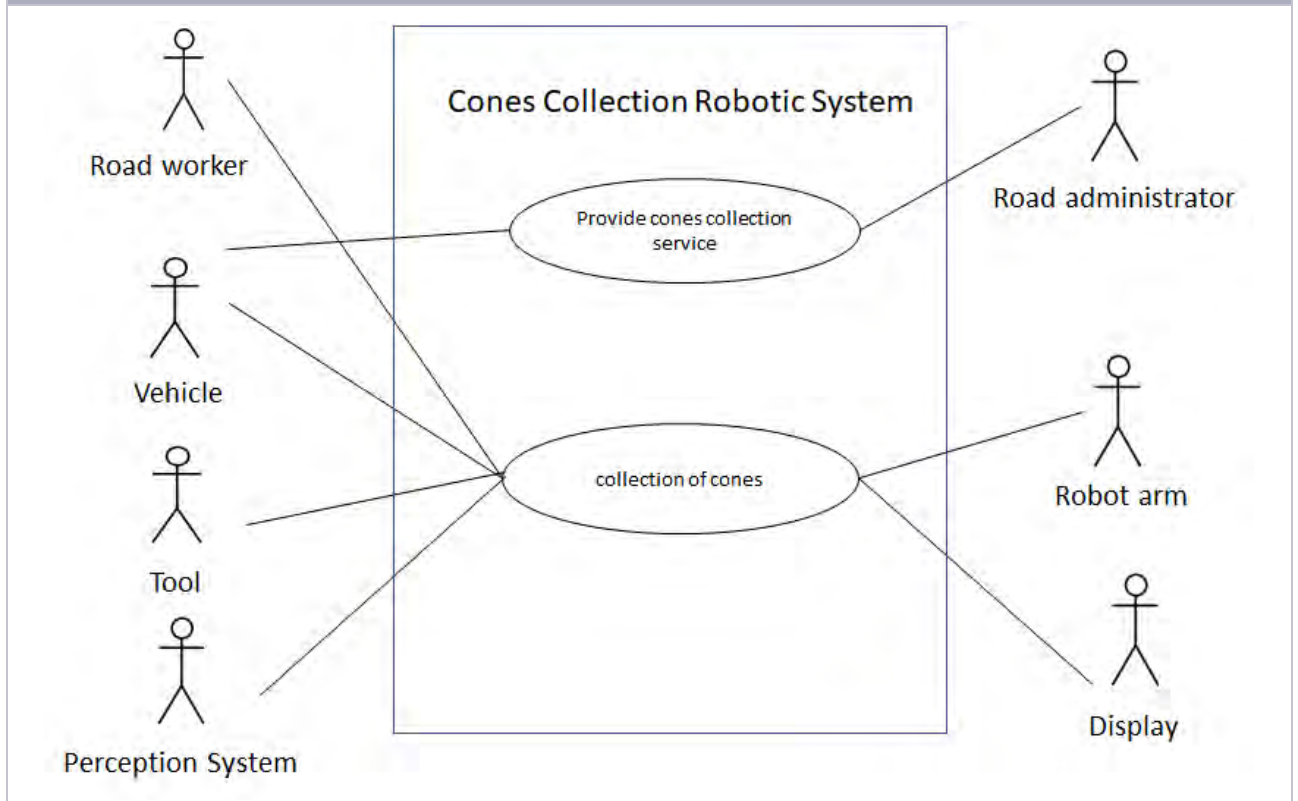 Cones Collection Robotic System
Road worker
Road administrator
Provide cones collection
service
Vehicle
collection of cones
Robot arm
Tool
Display
Perception System